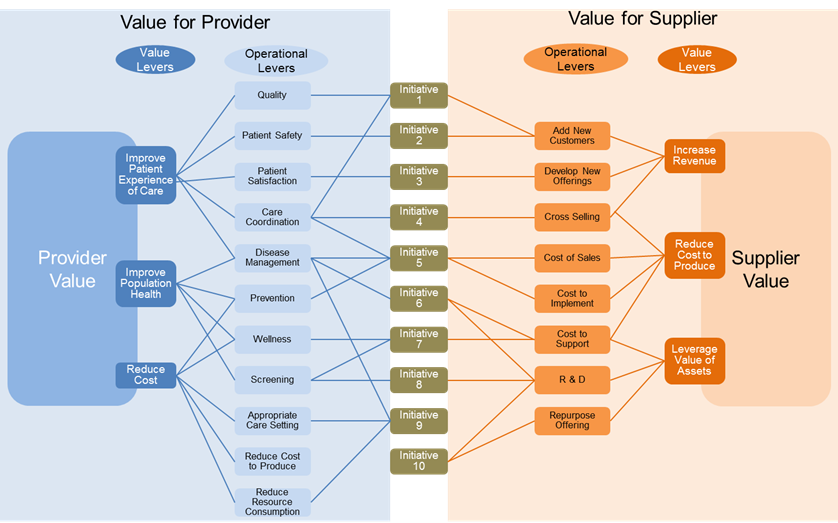 Value for Provider
Value for Supplier
Value
Levers
Operational
Levers
Operational
Levers
Value
Levers
Provider
Value
Improve
Patient
Experience
of Care
Improve
Population
Health
Reduce
Cost
Quality
Patient Safety
Patient
Satisfaction
Care
Coordination
Disease
Management
Prevention
Wellness
Screening
Appropriate
Care Setting
Reduce Cost
to Produce
Reduce
Resource
Consumption
Initiative
1
Initiative
2
Initiative
3
Initiative
4
Initiative
5
Initiative
6
Initiative
7
Initiative
8
Initiative
9
Initiative
10
Add New
Customers
Develop New
Offerings
Cross Selling
Cost of Sales
Cost to
Implement
Cost to
Support
R & D
Repurpose
Offering
Increase
Revenue
Reduce
Cost to
Produce
Leverage
Value of
Assets
Supplier
Value